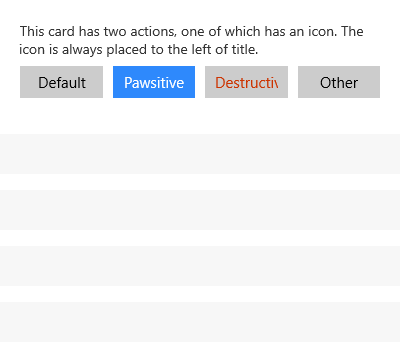 This card has two actions, one of which has an icon. The
icon is always placed to the left of title.
Default Pawsitive Destructiv Other